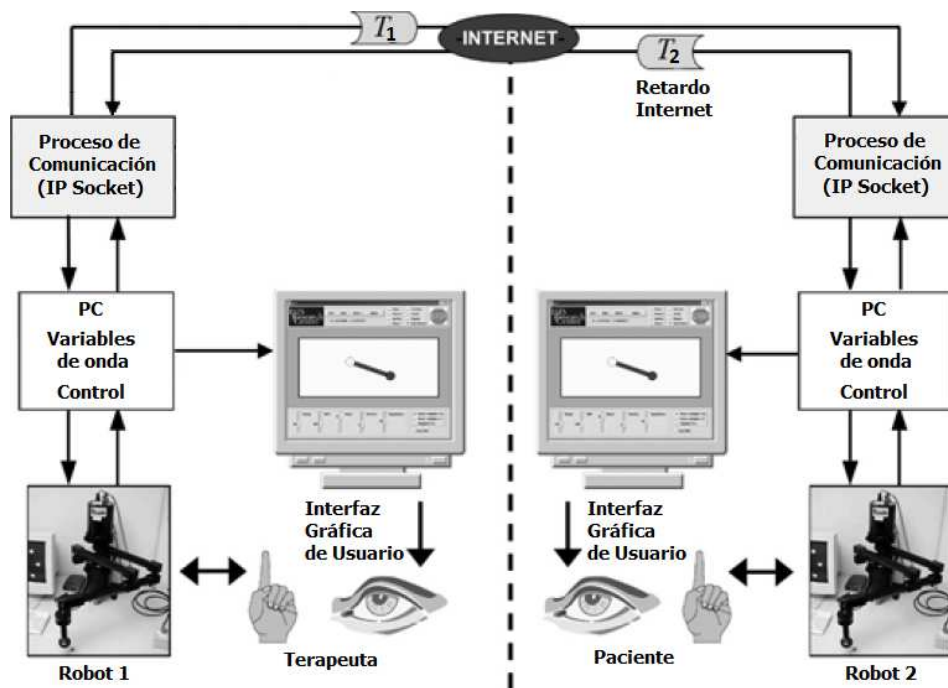 T1
INTERNET
T2
Retardo
Internet
Proceso de
Comunicación
(IP Socket)
Proceso de
Comunicación
(IP Socket)
PC
Variables
de onda
Control
PC
Variables
de onda
Control
Interfaz
Gráfica
de Usuario
Interfaz
Gráfica
de Usuario
Robot 1
Terapeuta
Paciente
Robot 2